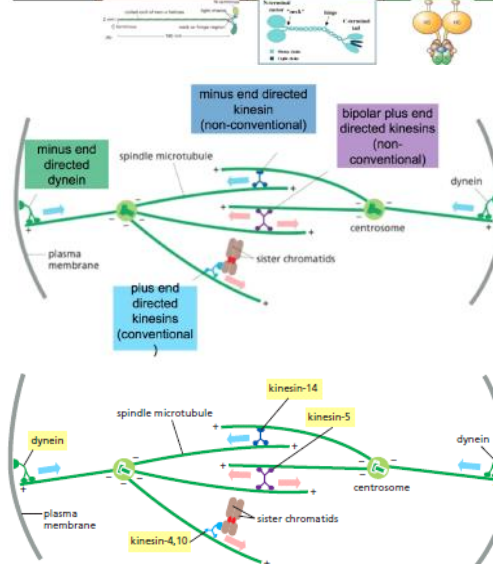 N-terminal
"neck"
hinge
C-terminal
tail
HC
HC
minus end
directed
kinesin
(non-conventional)
bipolar plus end
directed kinesins
(non-
conventional)
minus end
directed
dynein
spindle microtubule
dynein
+
+
+
+
+
+
–
–
–
–
–
–
–
centrosome
plasma
membrane
sister chromatids
plus end
directed
kinesins
(conventional
)
kinesin-14
kinesin-5
spindle microtubule
dynein
dynein
+
+
+
+
+
+
–
–
–
–
–
–
–
centrosome
plasma
membrane
sister chromatids
kinesin-4,10